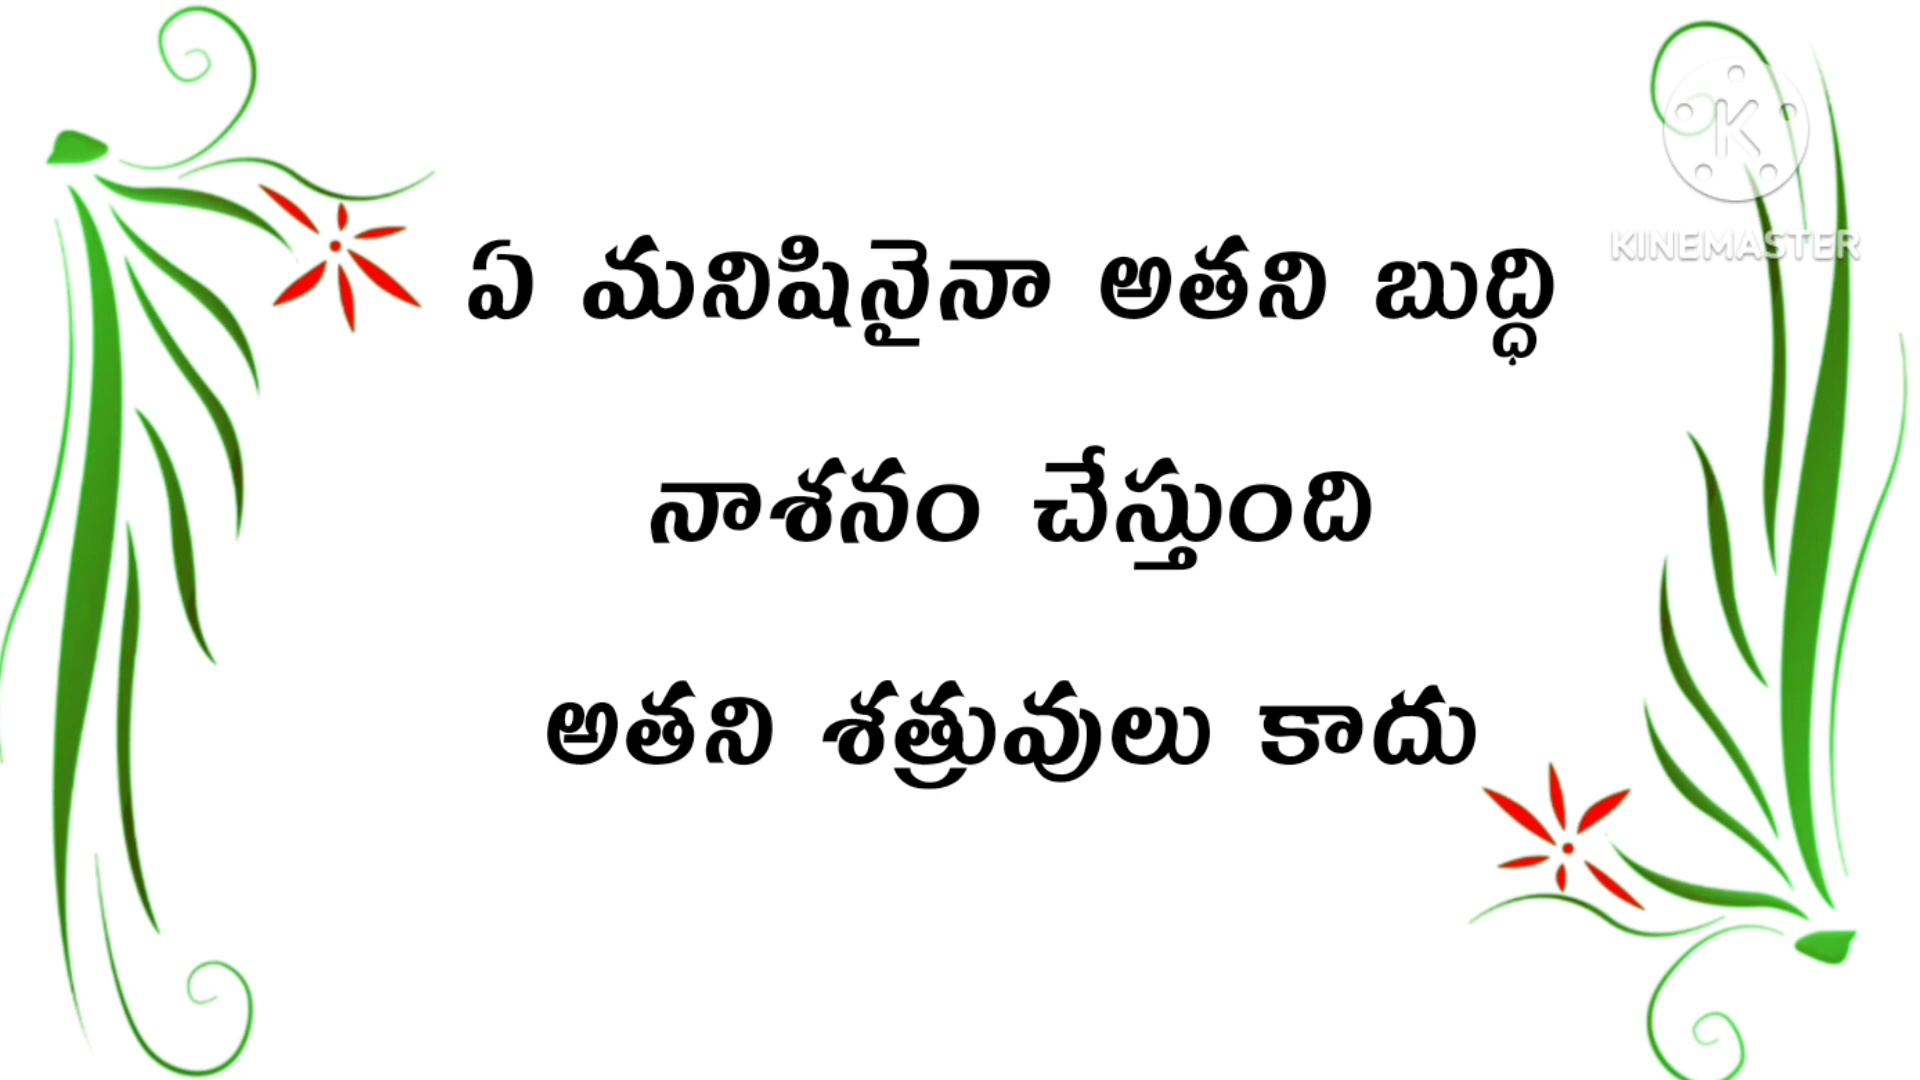 KINEMASTER
ఏ మనిషినైనా అతని బుద్ధి
నాశనం చేస్తుంది
అతని శత్రువులు కాదు